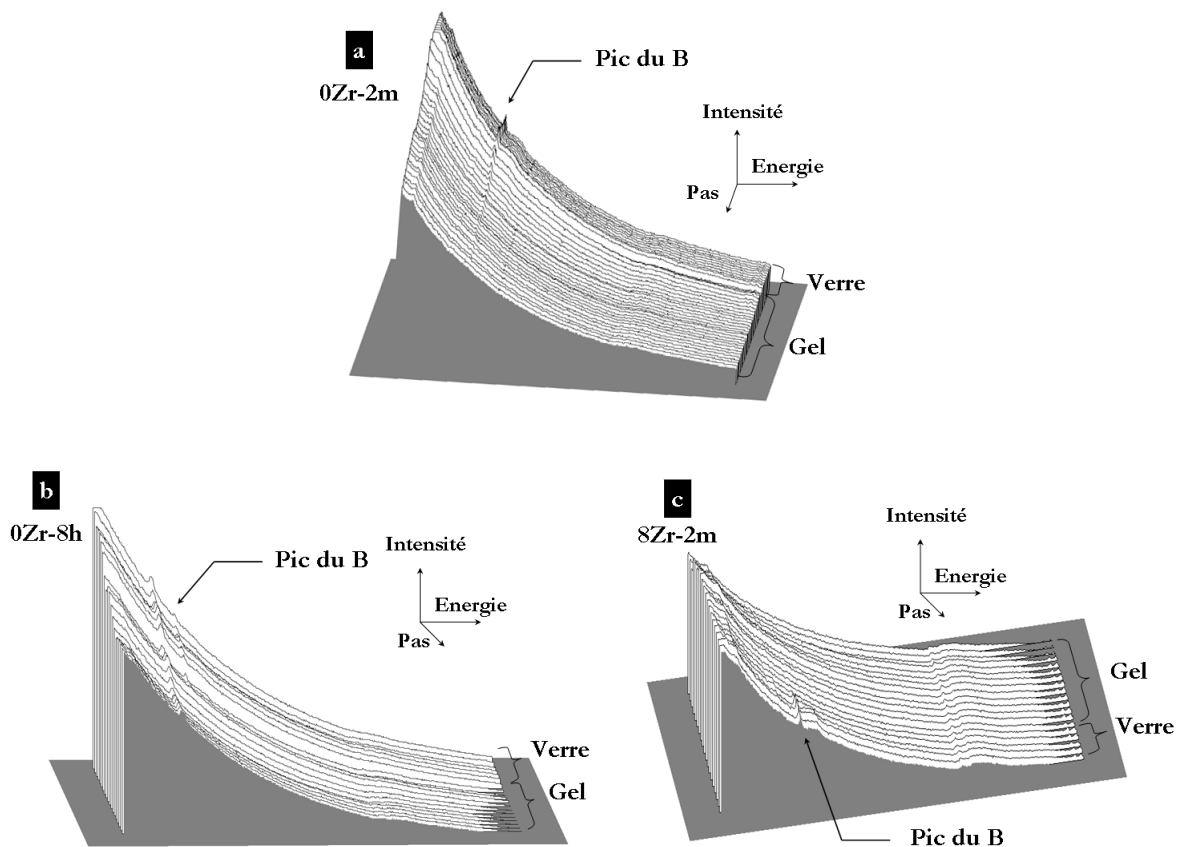 a
0Zr-2m
Pic du B
Intensité
Energie
Pas
Verre
Gel
b
0Zr-8h
Pic du B
Intensité
Energie
Pas
Verre
Gel
c
8Zr-2m
Intensité
Energie
Pas
Gel
Verre
Pic du B